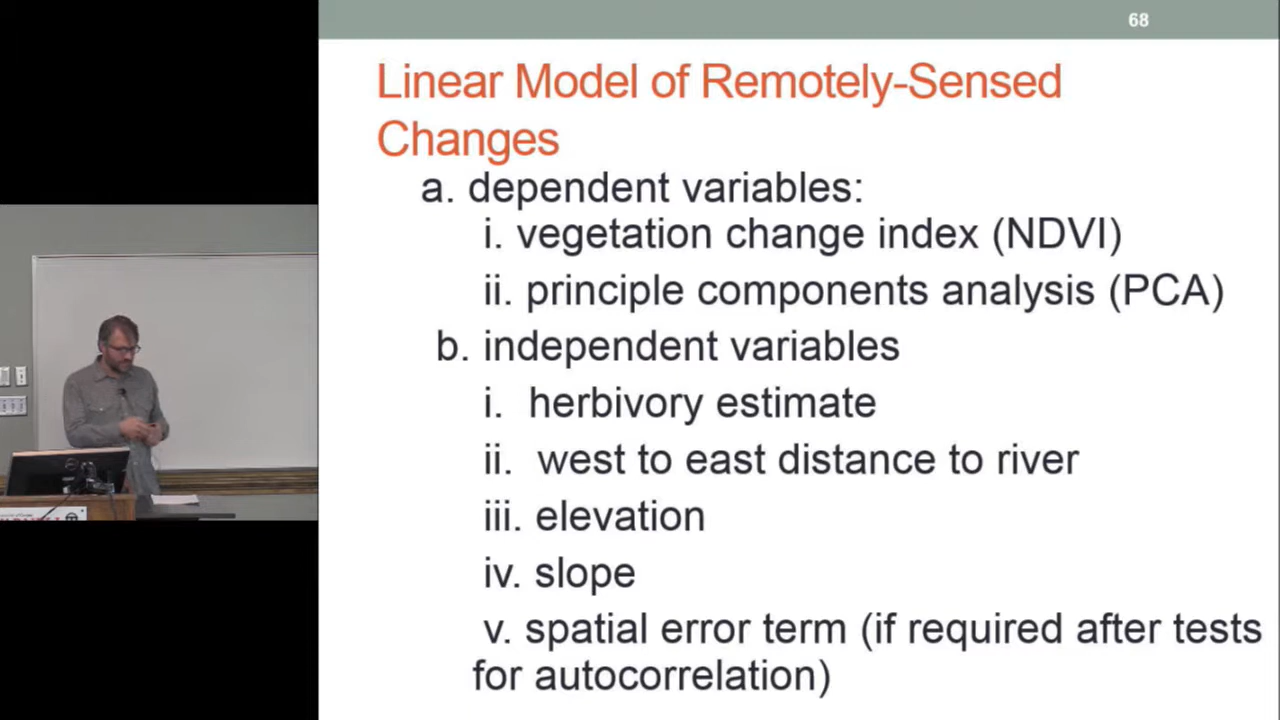 68
Linear Model of Remotely-Sensed
Changes
a. dependent variables:
i. vegetation change index (NDVI)
ii. principle components analysis (PCA)
b. independent variables
i. herbivory estimate
ii. west to east distance to river
iii. elevation
iv. slope
v. spatial error term (if required after tests
for autocorrelation)